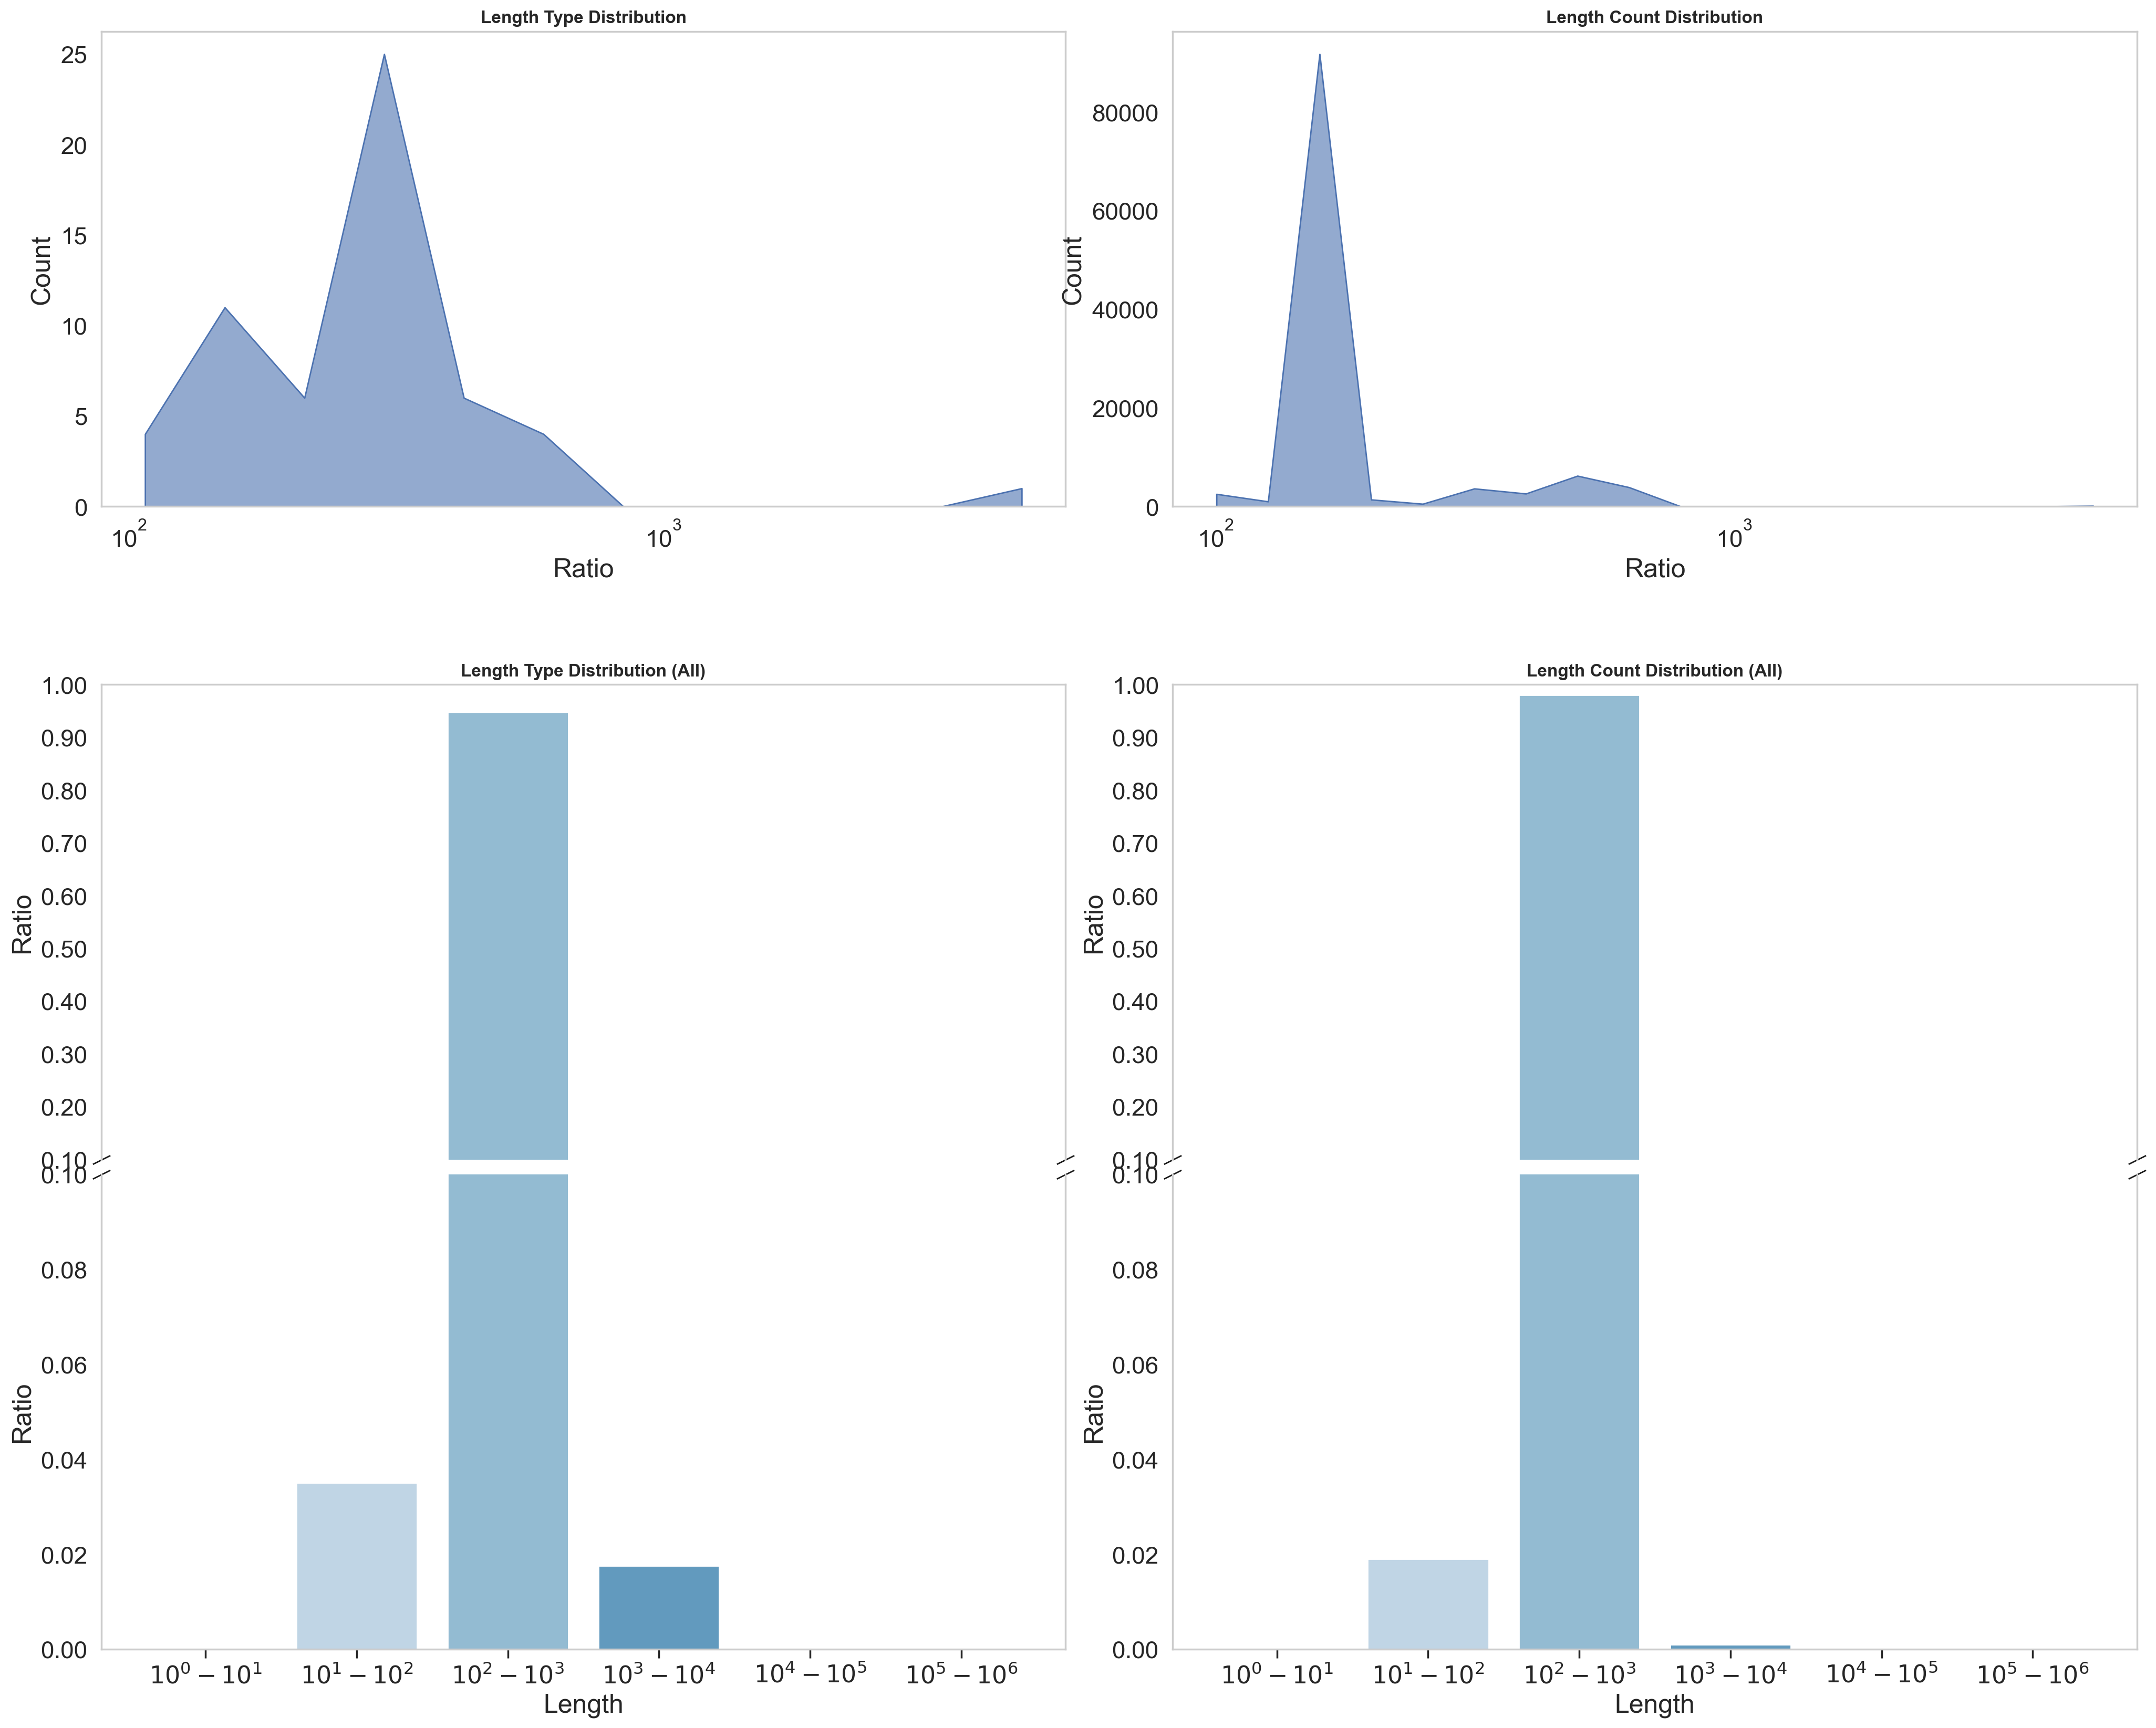 Length Type Distribution
25
20
15
10
5
0
Count
10^2
10^3
Ratio
Length Count Distribution
80000
60000
40000
20000
0
Count
10^2
10^3
Ratio
Length Type Distribution (All)
1.00
0.90
0.80
0.70
0.60
0.50
0.40
0.30
0.20
0.10
Ratio
0.10
0.08
0.06
0.04
0.02
0.00
Ratio
10^0 − 10^1
10^1 − 10^2
10^2 − 10^3
10^3 − 10^4
10^4 − 10^5
10^5 − 10^6
Length
Length Count Distribution (All)
1.00
0.90
0.80
0.70
0.60
0.50
0.40
0.30
0.20
0.10
Ratio
0.10
0.08
0.06
0.04
0.02
0.00
Ratio
10^0 − 10^1
10^1 − 10^2
10^2 − 10^3
10^3 − 10^4
10^4 − 10^5
10^5 − 10^6
Length